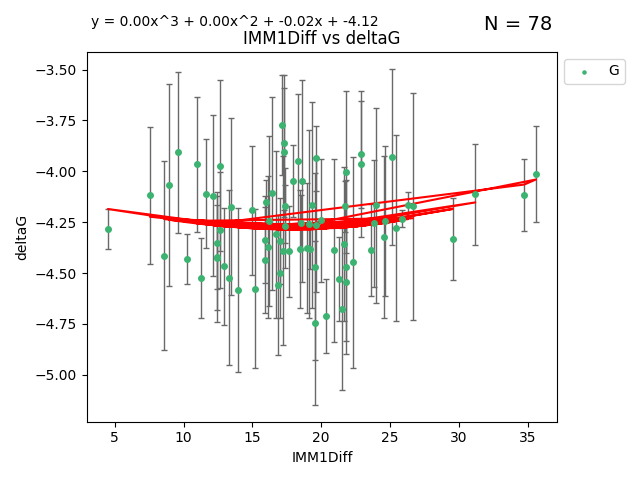 y = 0.00x^3 + 0.00x^2 + -0.02x + -4.12
N = 78
IMM1Diff vs deltaG
G
−3.50
−3.75
−4.00
−4.25
−4.50
−4.75
−5.00
deltaG
5 10 15 20 25 30 35
IMM1Diff